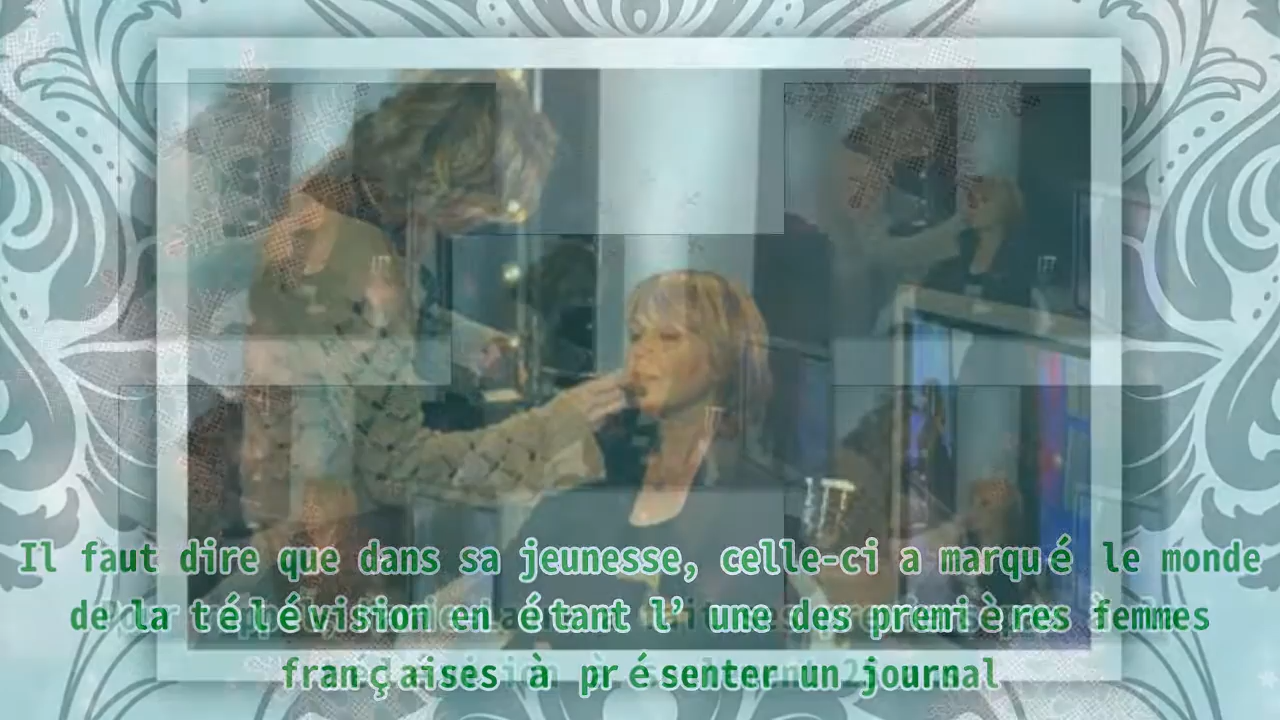 Il faut dire que dans sa jeunesse, celle-ci a marqué le monde
de la télévision en étant l’ une des premières femmes
françaises à présenter un journal